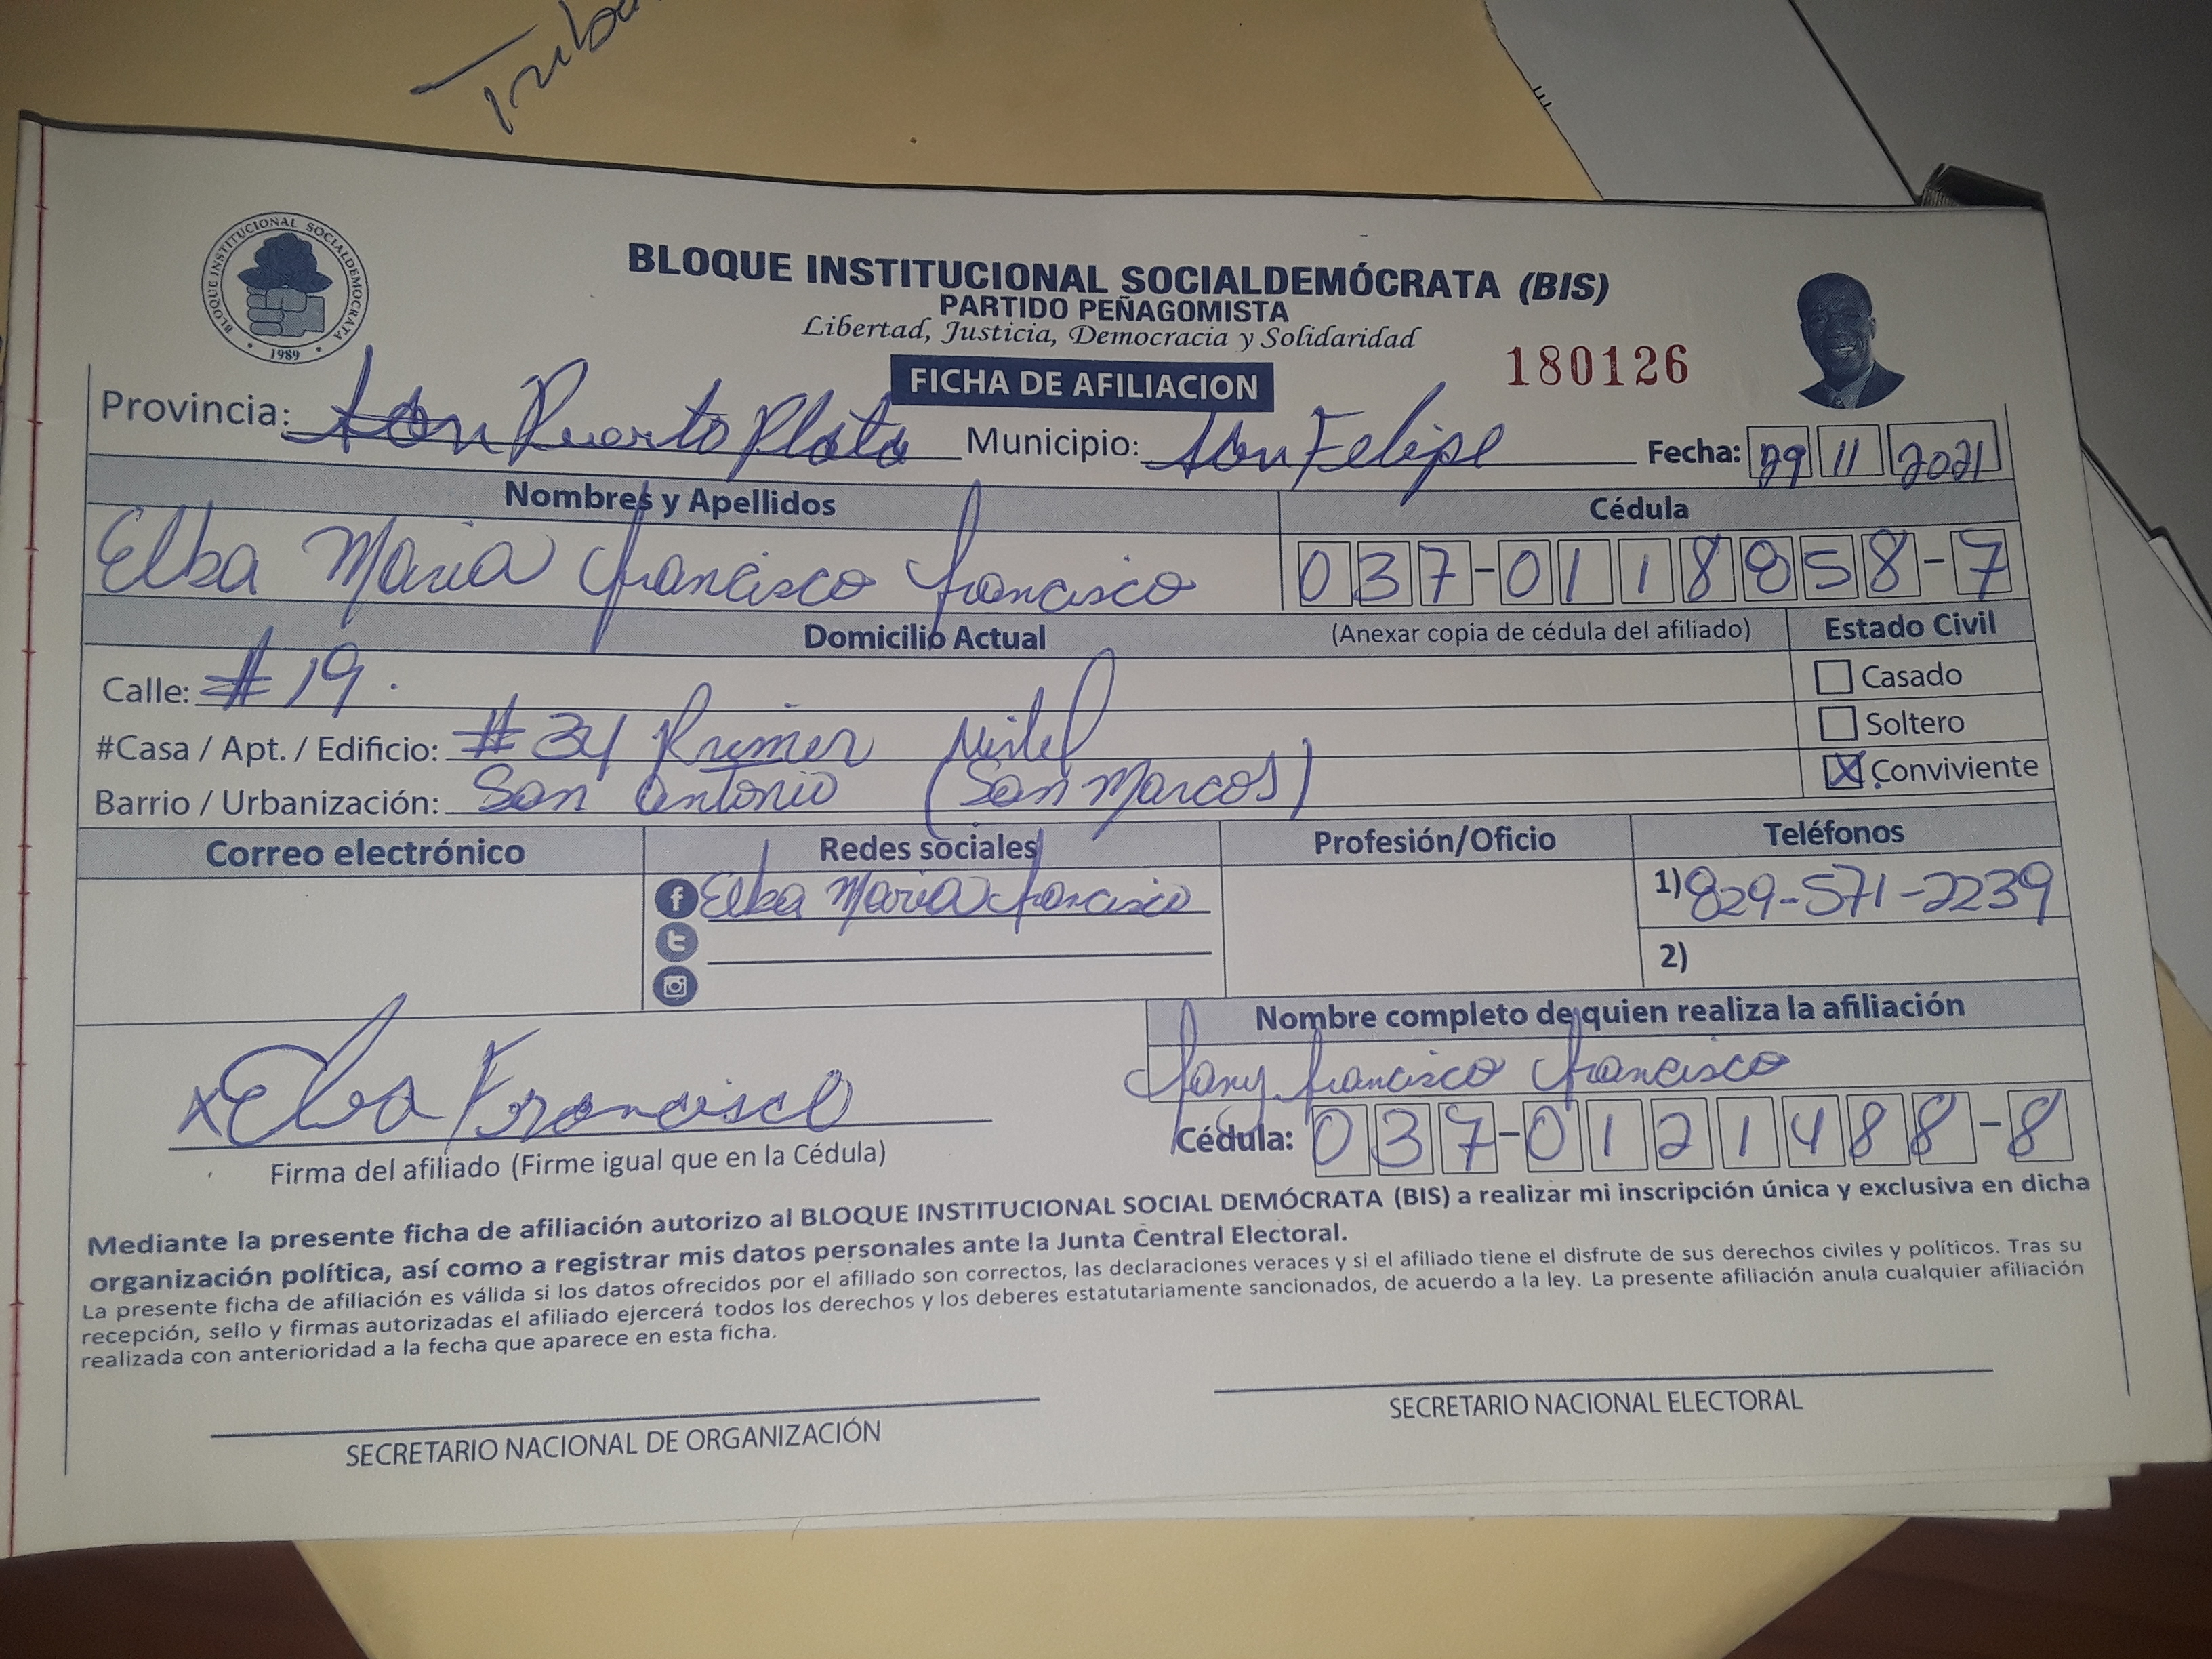 BLOQUE INSTITUCIONAL SOCIALDEMOCRATA
1989
BLOQUE INSTITUCIONAL SOCIALDEMÓCRATA (BIS)
PARTIDO PEÑAGOMISTA
Libertad, Justicia, Democracia y Solidaridad
FICHA DE AFILIACION
180126
Provincia: Puerto Plata Municipio: San Felipe Fecha: 29 11 2021
Nombres y Apellidos Cédula
Elba Maria francisco francisco 037-0118858-7
Domicilio Actual (Anexar copia de cédula del afiliado) Estado Civil
Calle: #19. Casado
#Casa / Apt. / Edificio: #34 Primer Nivel Soltero
Barrio / Urbanización: San Antonio (San Marcos) Conviviente
Correo electrónico Redes sociales Profesión/Oficio Teléfonos
Elba Maria francisco 1) 829-571-2239
2)
Nombre completo de quien realiza la afiliación
francisco francisco
x Elba Francisco
Cédula: 037-0121488-8
Firma del afiliado (Firme igual que en la Cédula)
Mediante la presente ficha de afiliación autorizo al BLOQUE INSTITUCIONAL SOCIAL DEMÓCRATA (BIS) a realizar mi inscripción única y exclusiva en dicha
organización política, así como a registrar mis datos personales ante la Junta Central Electoral.
La presente ficha de afiliación es válida si los datos ofrecidos por el afiliado son correctos, las declaraciones veraces y si el afiliado tiene el disfrute de sus derechos civiles y políticos. Tras su
recepción, sello y firmas autorizadas el afiliado ejercerá todos los derechos y los deberes estatutariamente sancionados, de acuerdo a la ley. La presente afiliación anula cualquier afiliación
realizada con anterioridad a la fecha que aparece en esta ficha.
SECRETARIO NACIONAL DE ORGANIZACIÓN
SECRETARIO NACIONAL ELECTORAL